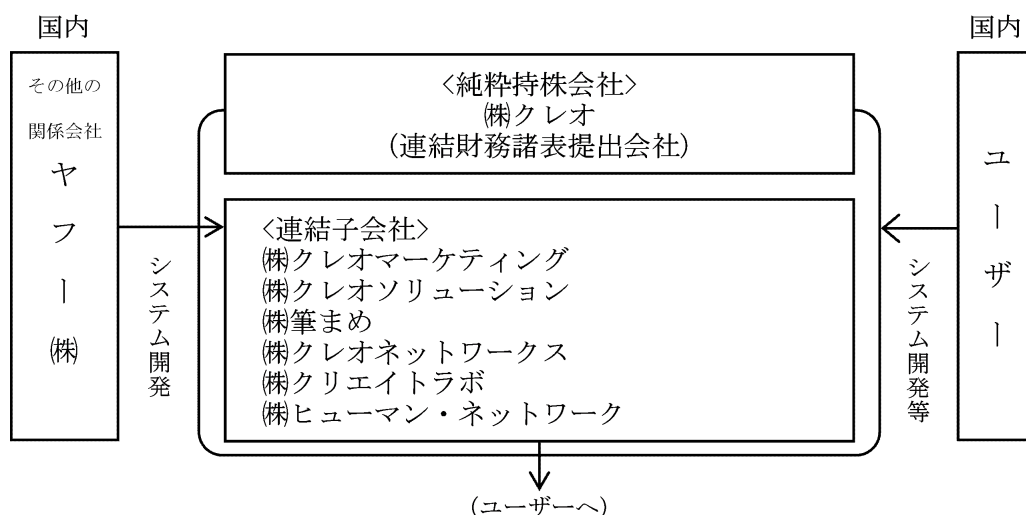 国内
その他の
関係会社
ヤフー㈱
システム開発
<純粋持株会社>
㈱クレオ
(連結財務諸表提出会社)
<連結子会社>
㈱クレオマーケティング
㈱クレオソリューション
㈱筆まめ
㈱クレオネットワークス
㈱クリエイトラボ
㈱ヒューマン・ネットワーク
(ユーザーへ)
国内
ユーザー
システム開発等